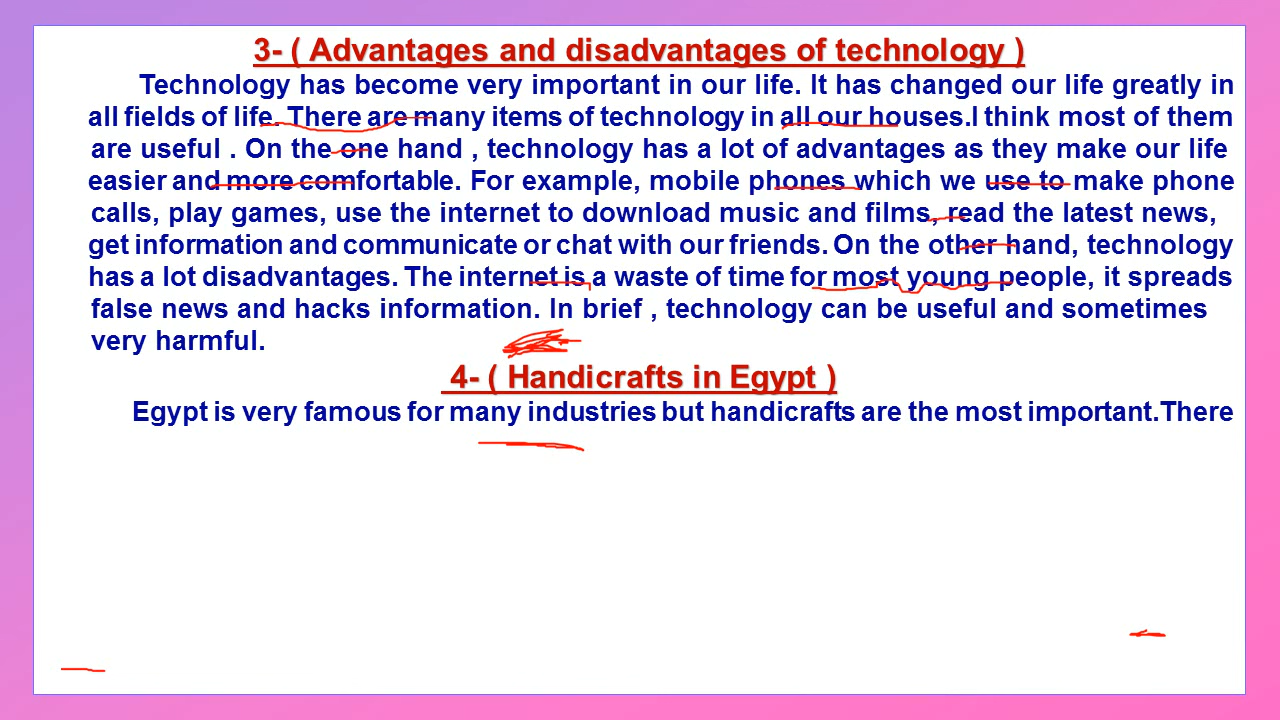 3- ( Advantages and disadvantages of technology )
Technology has become very important in our life. It has changed our life greatly in
all fields of life. There are many items of technology in all our houses.I think most of them
are useful . On the one hand , technology has a lot of advantages as they make our life
easier and more comfortable. For example, mobile phones which we use to make phone
calls, play games, use the internet to download music and films, read the latest news,
get information and communicate or chat with our friends. On the other hand, technology
has a lot disadvantages. The internet is a waste of time for most young people, it spreads
false news and hacks information. In brief , technology can be useful and sometimes
very harmful.
4- ( Handicrafts in Egypt )
Egypt is very famous for many industries but handicrafts are the most important.There